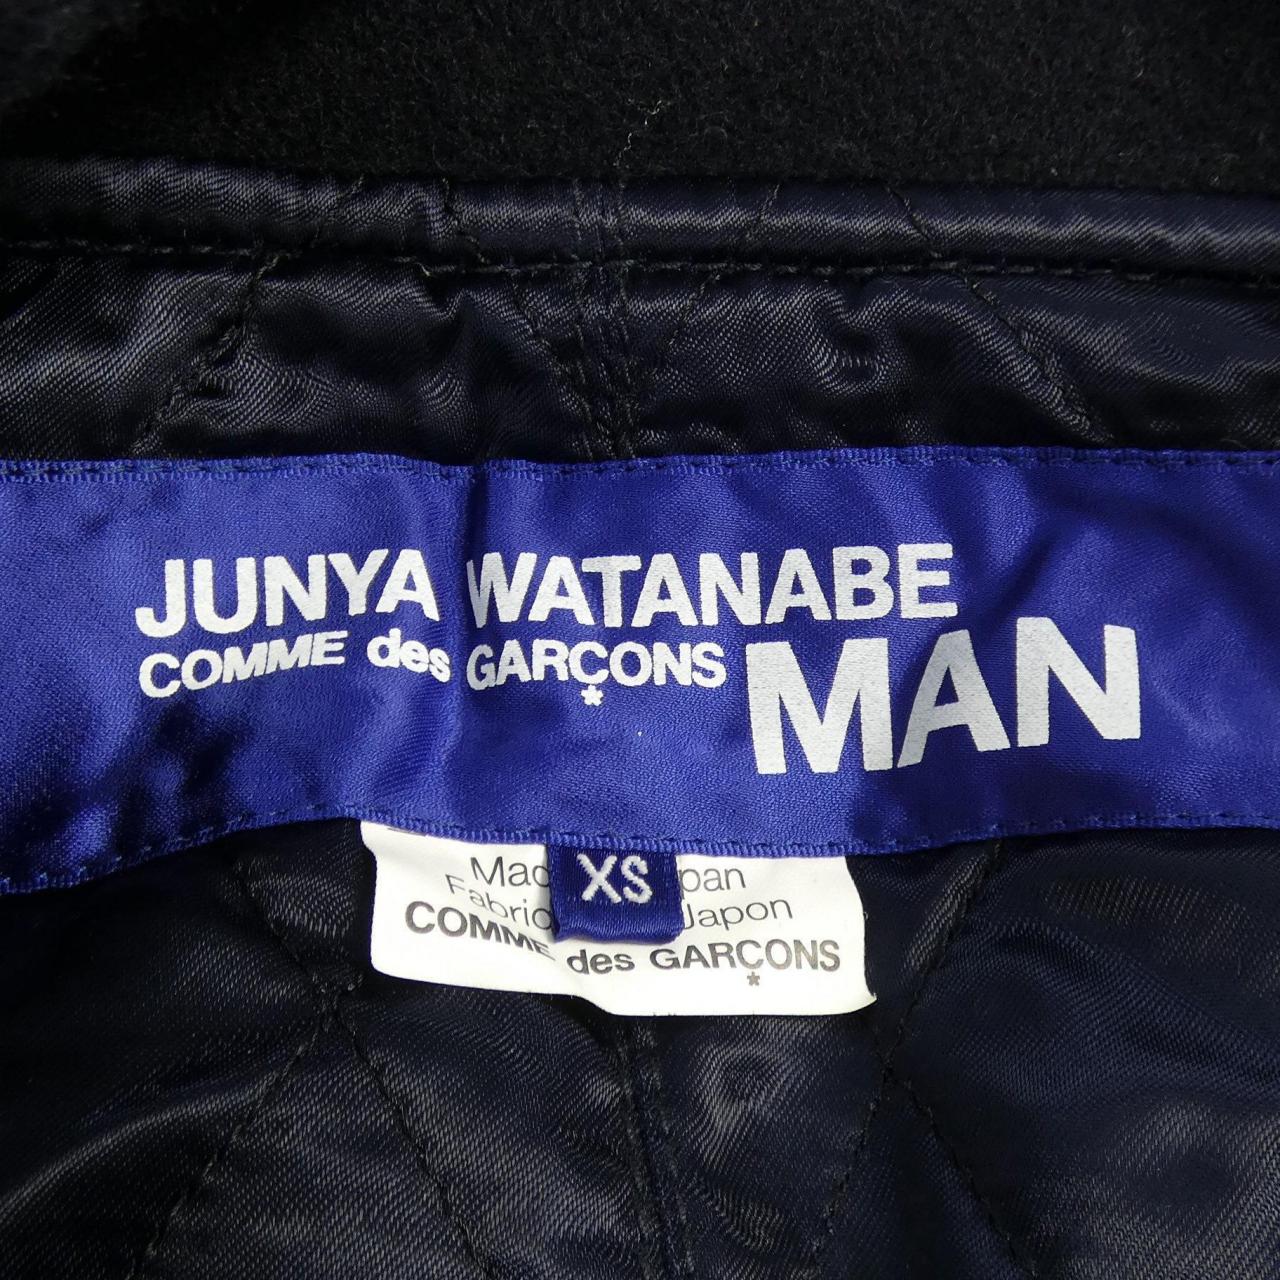 JUNYA WATANABE
COMME des GARÇONS
*
MAN
XS
COMME des GARÇONS
*